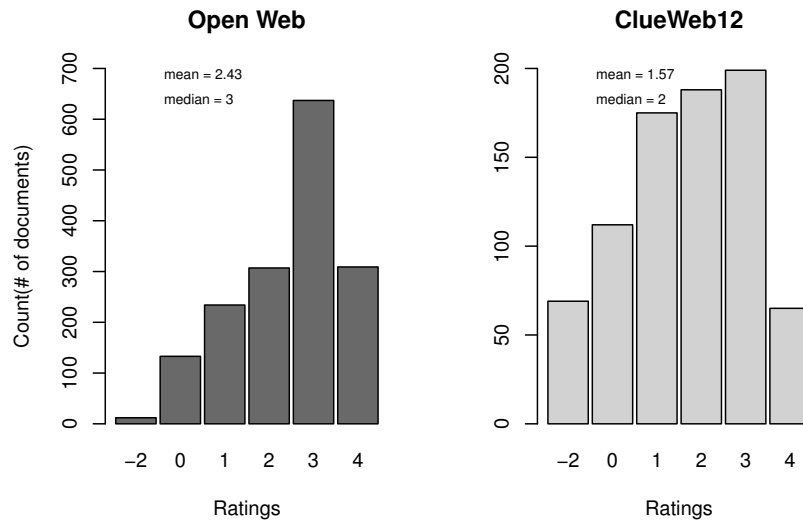 Open Web
mean = 2.43
median = 3
Count(# of documents)
700
600
500
400
300
200
100
0
−2 0 1 2 3 4
Ratings
ClueWeb12
mean = 1.57
median = 2
200
150
100
50
0
−2 0 1 2 3 4
Ratings